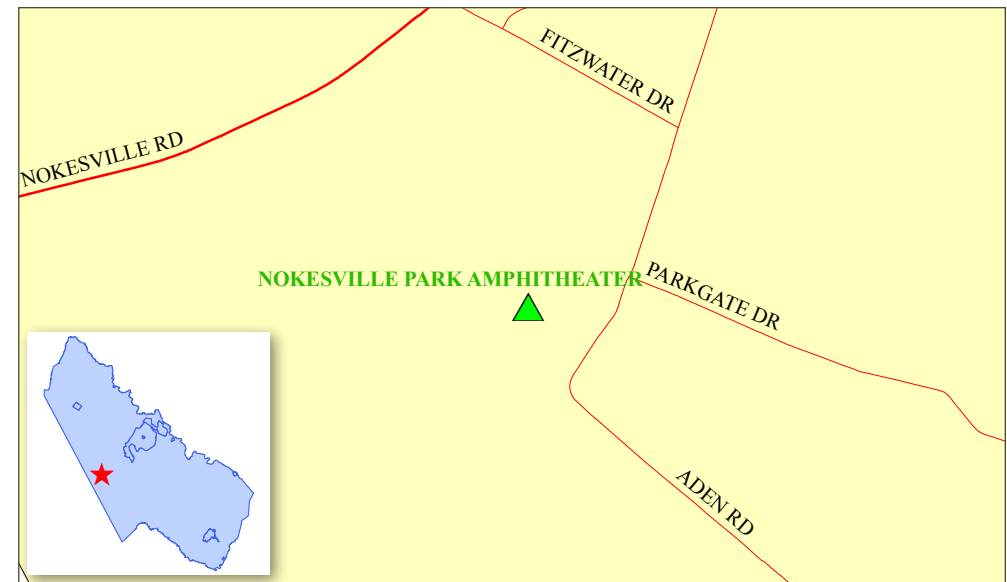 FITZWATER DR
NOKESVILLE RD
NOKESVILLE PARK AMPHITHEATER
PARKGATE DR
ADEN RD